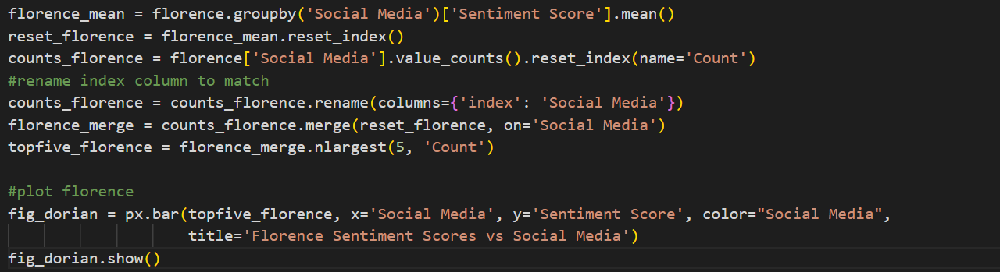 florence_mean = florence.groupby('Social Media')['Sentiment Score'].mean()
reset_florence = florence_mean.reset_index()
counts_florence = florence['Social Media'].value_counts().reset_index(name='Count')
#rename index column to match
counts_florence = counts_florence.rename(columns={'index': 'Social Media'})
florence_merge = counts_florence.merge(reset_florence, on='Social Media')
topfive_florence = florence_merge.nlargest(5, 'Count')

#plot florence
fig_dorian = px.bar(topfive_florence, x='Social Media', y='Sentiment Score', color="Social Media",
                    title='Florence Sentiment Scores vs Social Media')
fig_dorian.show()